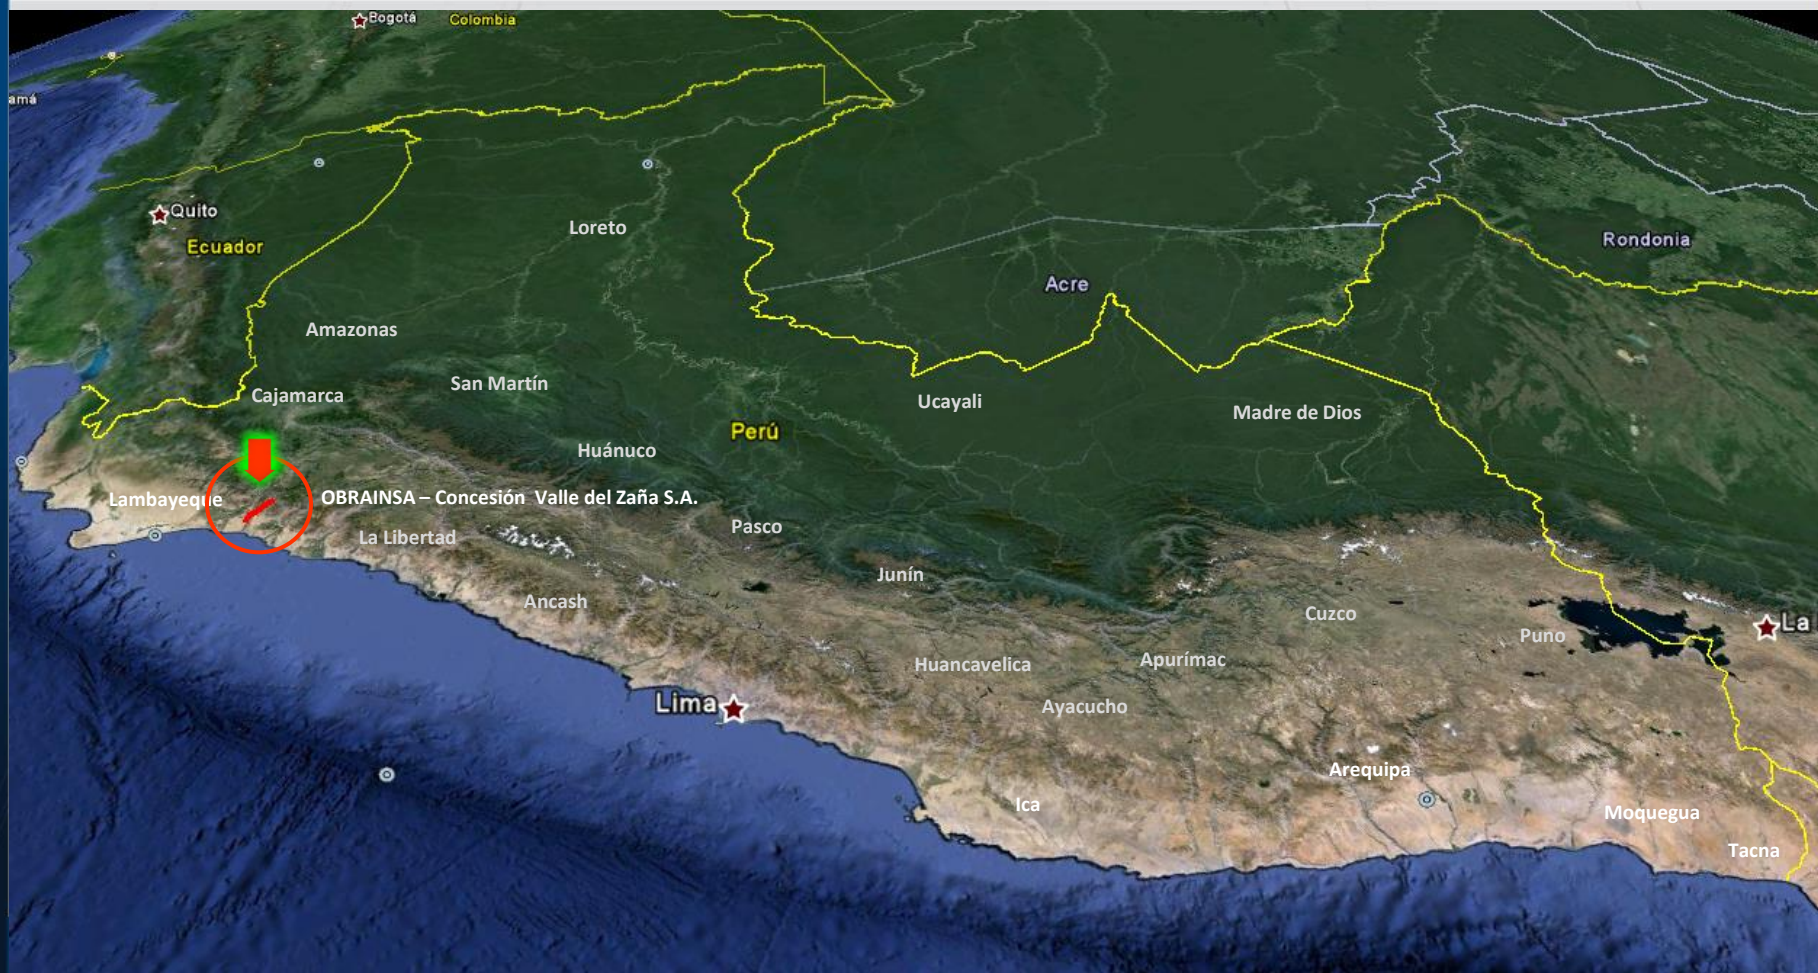 Bogotá
Colombia
amá
Quito
Ecuador
Loreto
Rondonia
Acre
Amazonas
San Martín
Cajamarca
Ucayali
Madre de Dios
Perú
Huánuco
Lambayeque
OBRAINSA – Concesión Valle del Zaña S.A.
La Libertad
Pasco
Junín
Ancash
Cuzco
Puno
La
Huancavelica
Apurímac
Lima
Ayacucho
Arequipa
Ica
Moquegua
Tacna